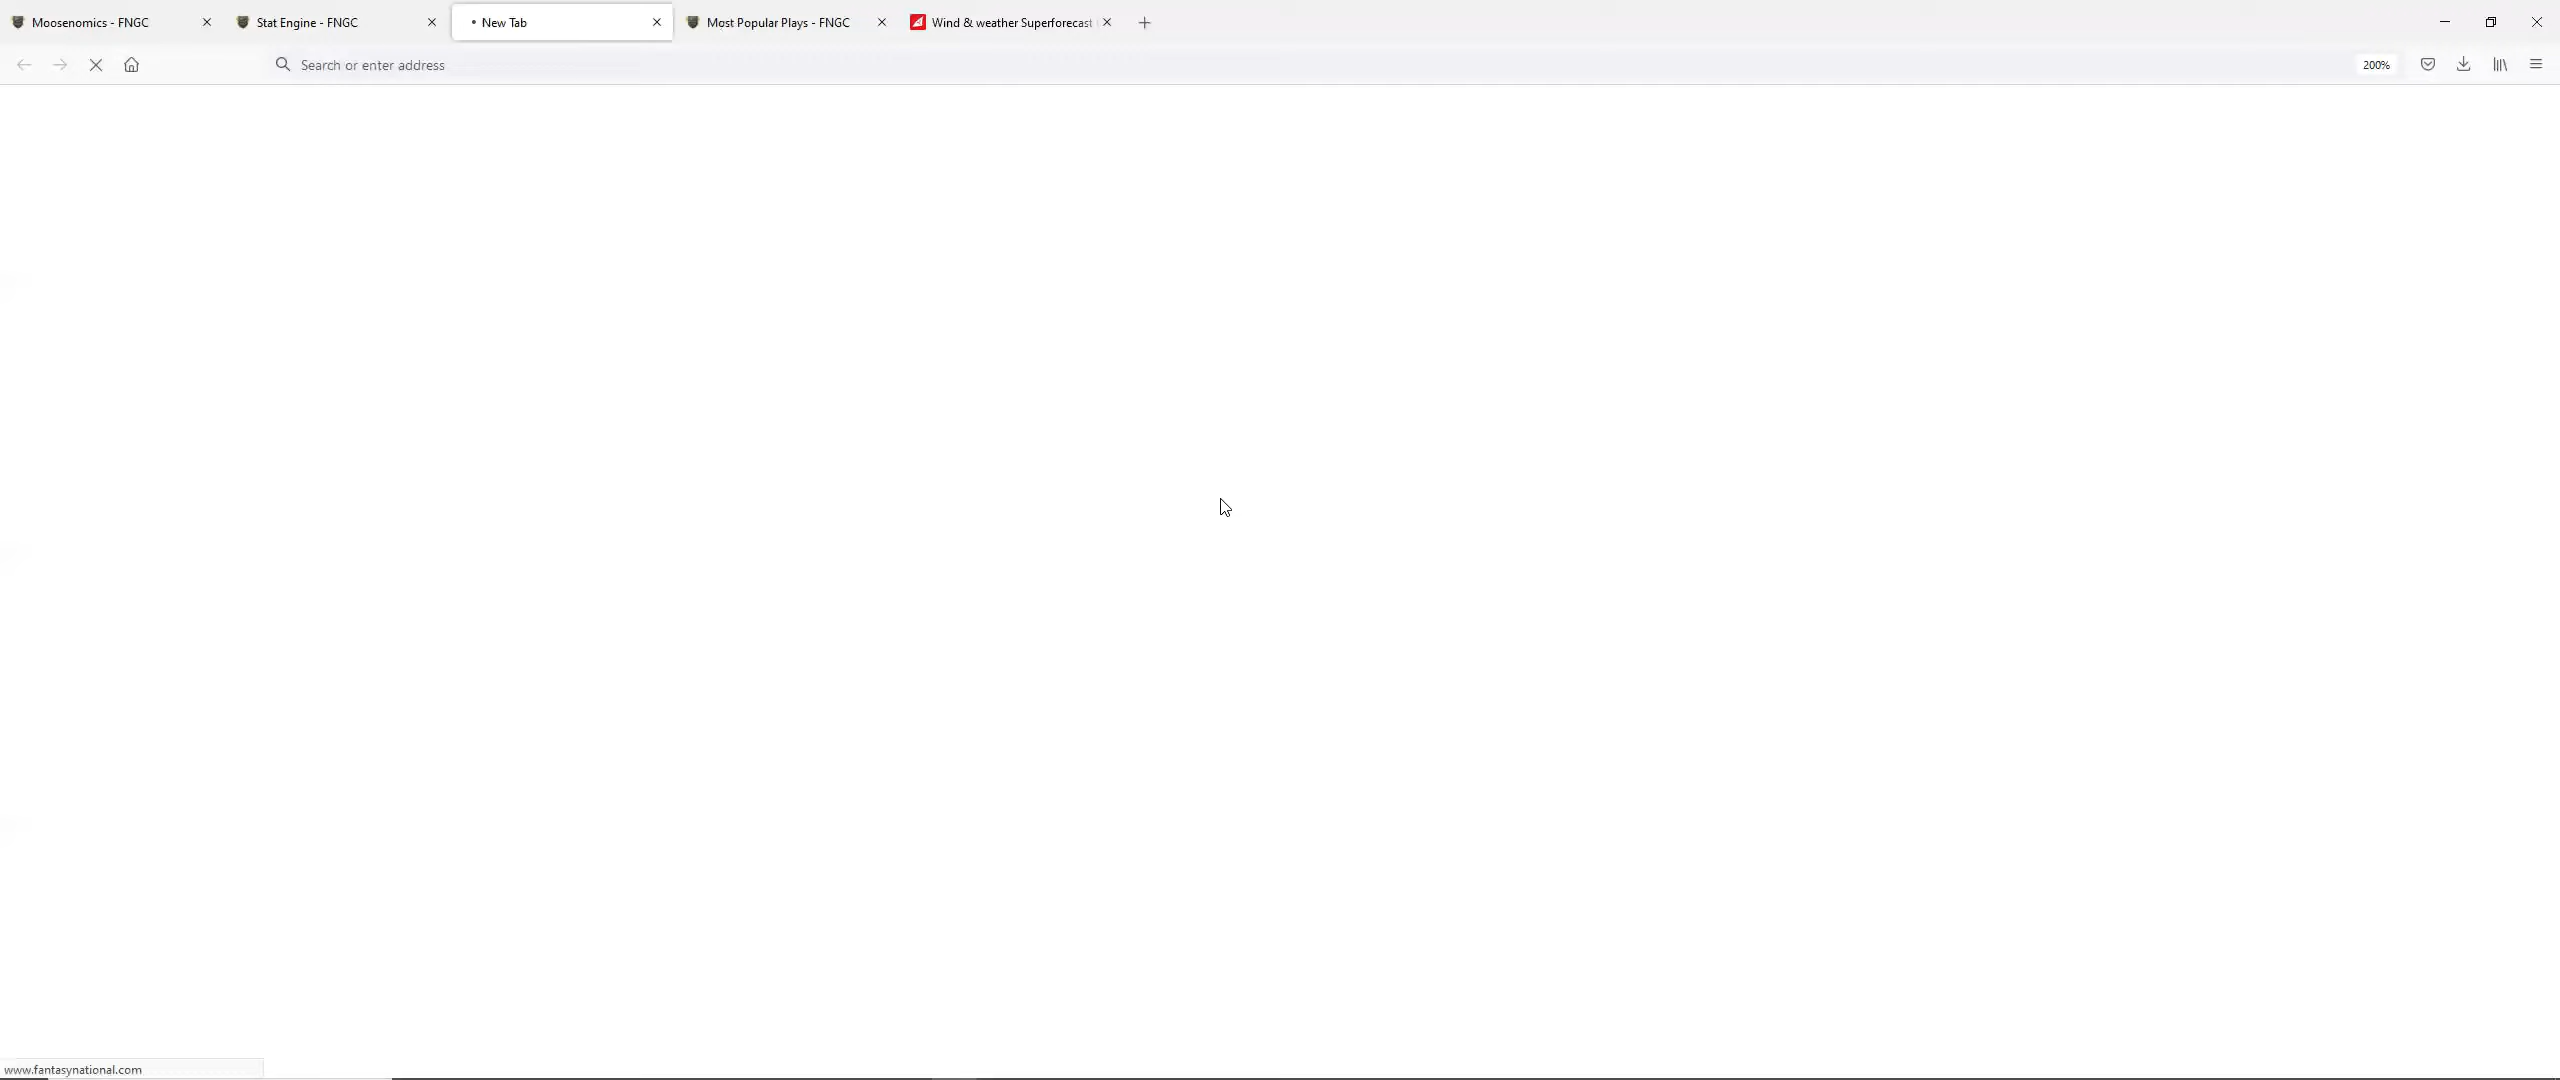 Moosenomics - FNGC
Stat Engine - FNGC
New Tab
Most Popular Plays - FNGC
Wind & weather Superforecast
Search or enter address
200%
www.fantasynational.com